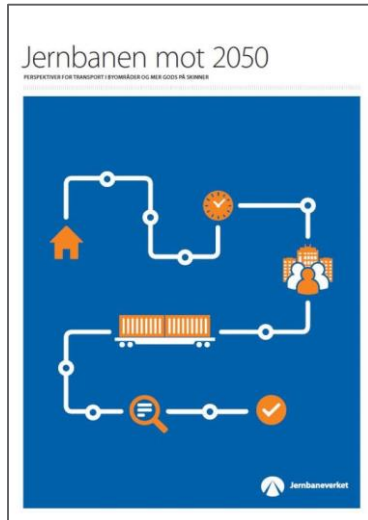 Jernbanen mot 2050
PERSPEKTIVER FOR TRANSPORT I BYOMRÅDER OG MER GODS PÅ SKINNER
Jernbaneverket